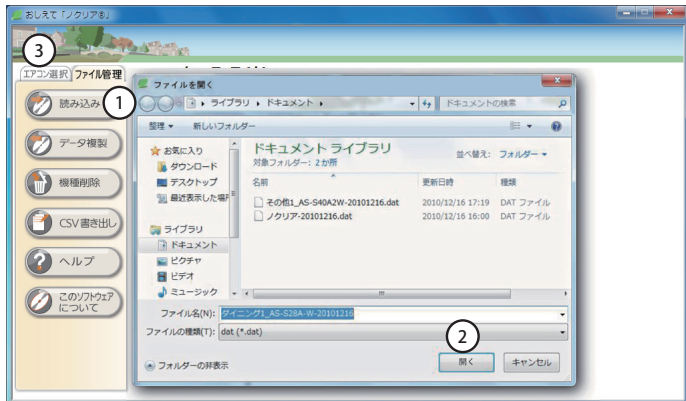 おしえて「ノクリア®」
3
エアコン選択 ファイル管理
読み込み
1
データ複製
機種削除
CSV書き出し
ヘルプ
このソフトウェア
について
ファイルを開く
ライブラリ ▸ ドキュメント ▸
ドキュメントの検索
整理 ▼ 新しいフォルダー
お気に入り
ダウンロード
デスクトップ
最近表示した場所
ライブラリ
ドキュメント
ピクチャ
ビデオ
ミュージック
ドキュメント ライブラリ
対象フォルダー: 2か所
並べ替え: フォルダー ▼
名前 更新日時 種類
その他1_AS-S40A2W-20101216.dat 2010/12/16 17:19 DAT ファイル
ノクリア-20101216.dat 2010/12/16 16:00 DAT ファイル
ファイル名(N): ダイニング1_AS-S28A-W-20101216
ファイルの種類(T): dat (*.dat)
2
フォルダーの非表示
開く キャンセル